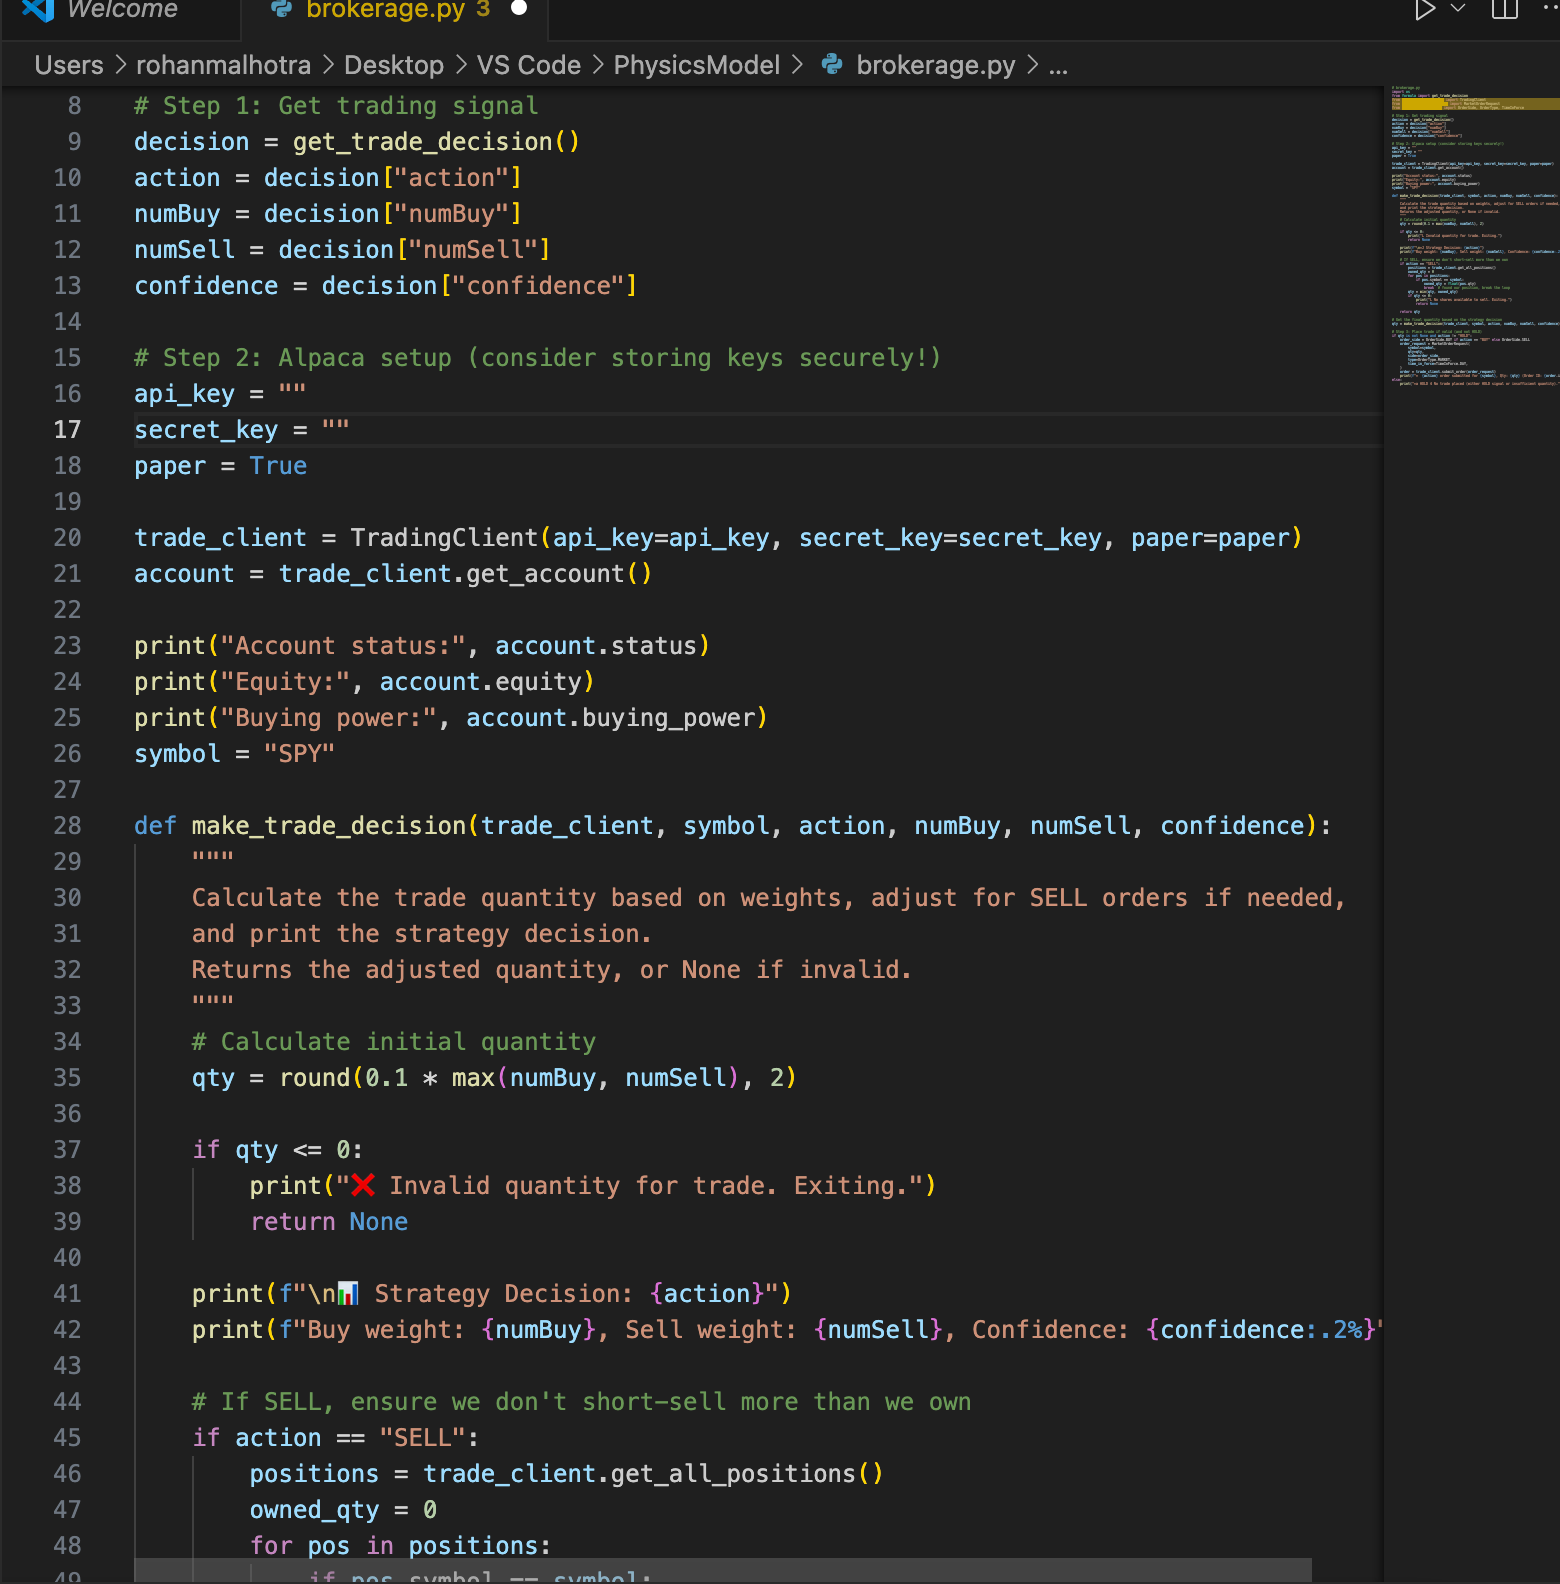 Welcome
brokerage.py 3
Users > rohanmalhotra > Desktop > VS Code > PhysicsModel > brokerage.py > ...
8 # Step 1: Get trading signal
9 decision = get_trade_decision()
10 action = decision["action"]
11 numBuy = decision["numBuy"]
12 numSell = decision["numSell"]
13 confidence = decision["confidence"]
14
15 # Step 2: Alpaca setup (consider storing keys securely!)
16 api_key = ""
17 secret_key = ""
18 paper = True
19
20 trade_client = TradingClient(api_key=api_key, secret_key=secret_key, paper=paper)
21 account = trade_client.get_account()
22
23 print("Account status:", account.status)
24 print("Equity:", account.equity)
25 print("Buying power:", account.buying_power)
26 symbol = "SPY"
27
28 def make_trade_decision(trade_client, symbol, action, numBuy, numSell, confidence):
29     """
30     Calculate the trade quantity based on weights, adjust for SELL orders if needed,
31     and print the strategy decision.
32     Returns the adjusted quantity, or None if invalid.
33     """
34     # Calculate initial quantity
35     qty = round(0.1 * max(numBuy, numSell), 2)
36
37     if qty <= 0:
38         print("❌ Invalid quantity for trade. Exiting.")
39         return None
40
41     print(f"\n📊 Strategy Decision: {action}")
42     print(f"Buy weight: {numBuy}, Sell weight: {numSell}, Confidence: {confidence:.2%}"
43
44     # If SELL, ensure we don't short-sell more than we own
45     if action == "SELL":
46         positions = trade_client.get_all_positions()
47         owned_qty = 0
48         for pos in positions:
49             if pos.symbol == symbol: